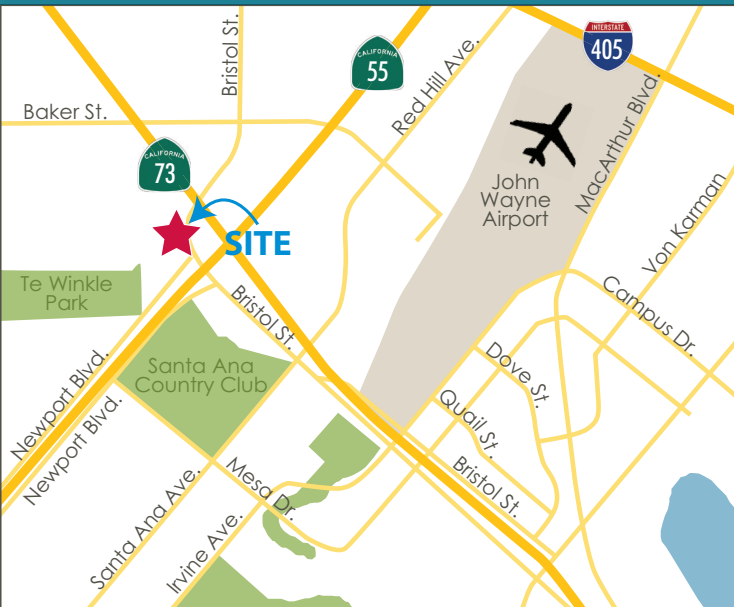 INTERSTATE
405
Bristol St.
CALIFORNIA
55
Red Hill Ave.
MacArthur Blvd.
Baker St.
CALIFORNIA
73
John
Wayne
Airport
Von Karman
SITE
Te Winkle
Park
Bristol St.
Campus Dr.
Santa Ana
Country Club
Dove St.
Newport Blvd.
Newport Blvd.
Quail St.
Mesa Dr.
Bristol St.
Santa Ana Ave.
Irvine Ave.